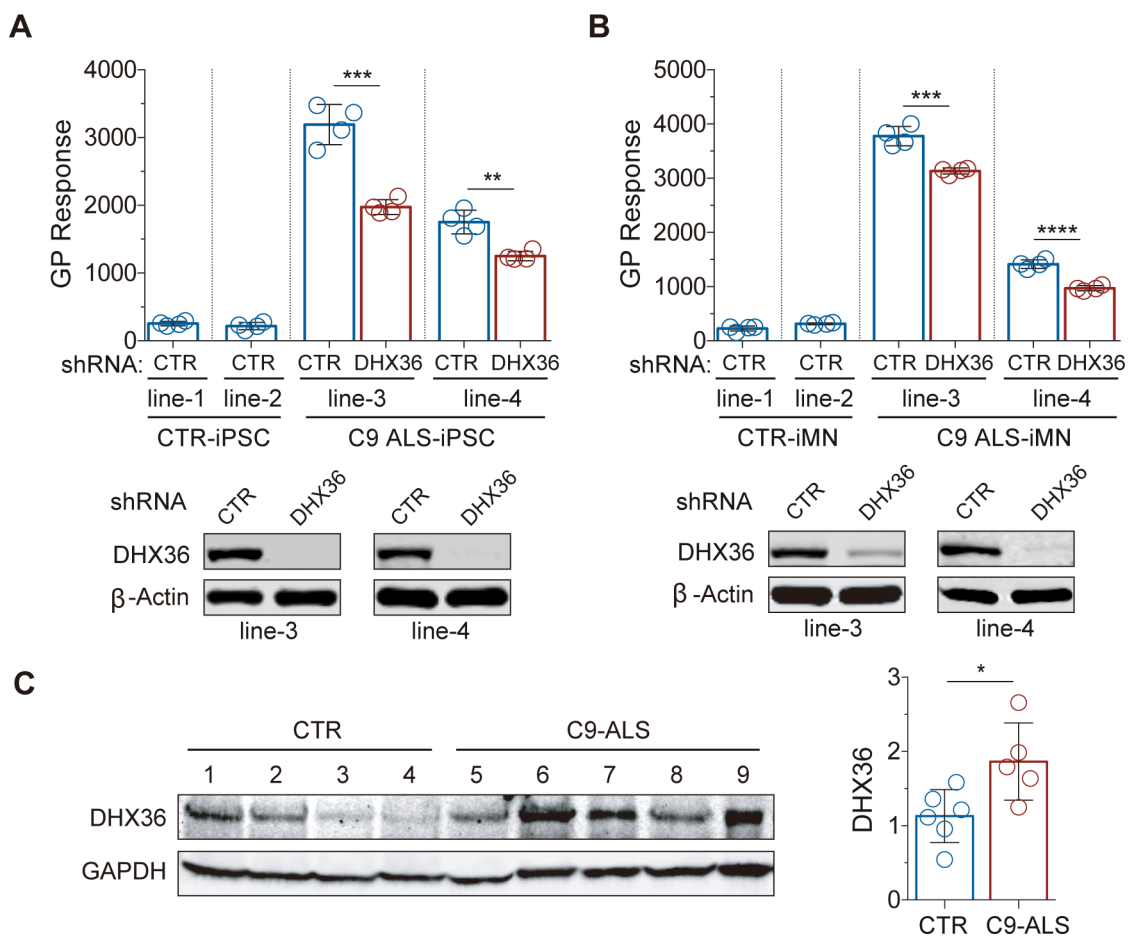 A
GP Response
4000
3000
2000
1000
0
***
**
shRNA: CTR CTR CTR DHX36 CTR DHX36
line-1 line-2 line-3 line-4
CTR-iPSC C9 ALS-iPSC
shRNA CTR DHX36 CTR DHX36
DHX36
β-Actin
line-3 line-4
B
GP Response
5000
4000
3000
2000
1000
0
***
****
shRNA: CTR CTR CTR DHX36 CTR DHX36
line-1 line-2 line-3 line-4
CTR-iMN C9 ALS-iMN
shRNA CTR DHX36 CTR DHX36
DHX36
β-Actin
line-3 line-4
C
CTR C9-ALS
1 2 3 4 5 6 7 8 9
DHX36
GAPDH
DHX36
3
2
1
0
*
CTR C9-ALS